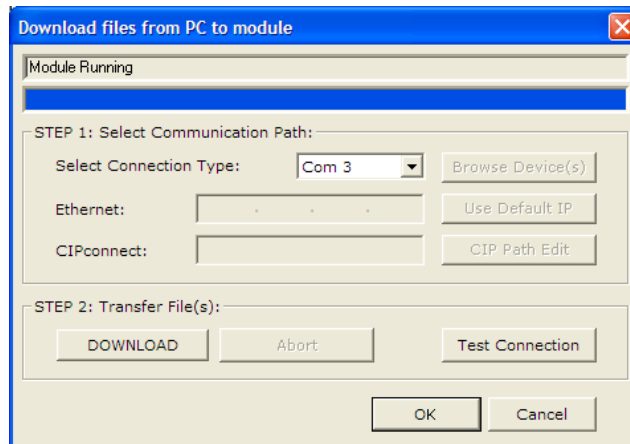 Download files from PC to module
Module Running
STEP 1: Select Communication Path:
Select Connection Type: Com 3 Browse Device(s)
Ethernet: . . . Use Default IP
CIPconnect: CIP Path Edit
STEP 2: Transfer File(s):
DOWNLOAD Abort Test Connection
OK Cancel